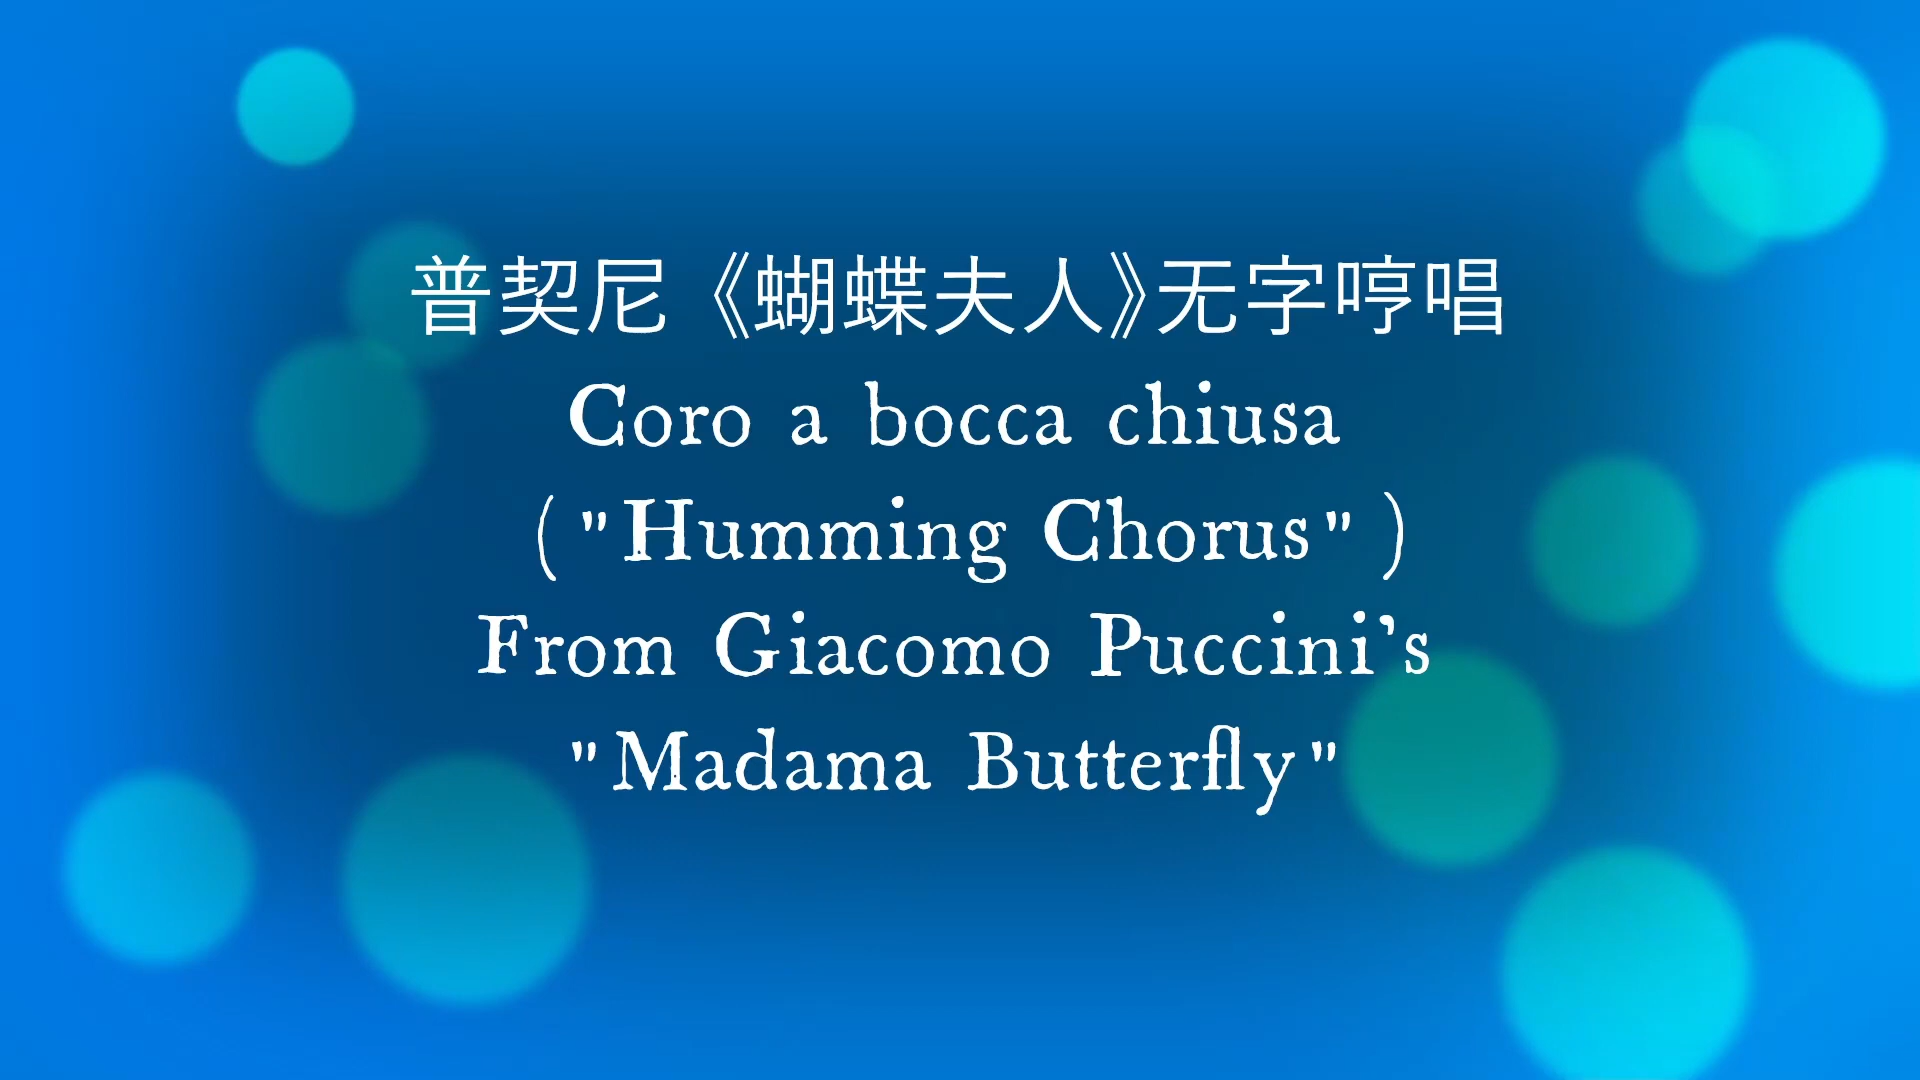 普契尼《蝴蝶夫人》无字哼唱
Coro a bocca chiusa
("Humming Chorus")
From Giacomo Puccini's
"Madama Butterfly"